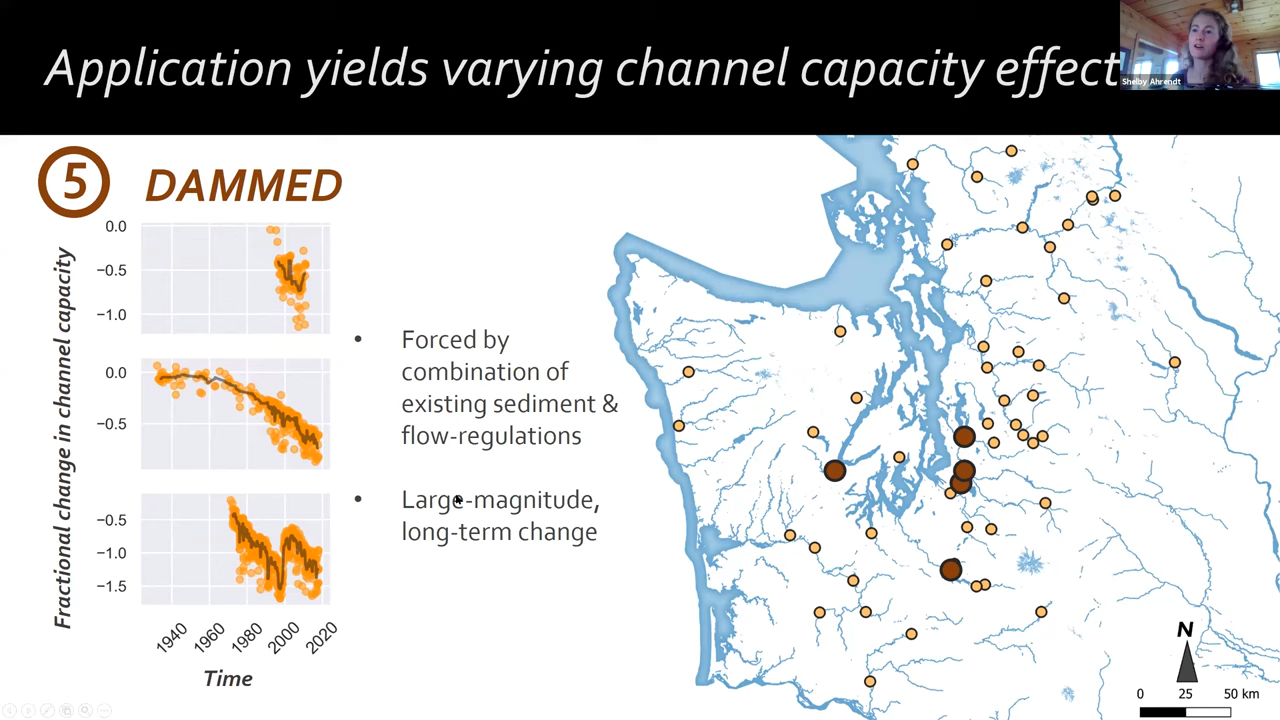 Application yields varying channel capacity effect
Shelby Ahrendt
5 DAMMED
Fractional change in channel capacity
0.0
−0.5
−1.0
0.0
−0.5
−0.5
−1.0
−1.5
1940 1960 1980 2000 2020
Time
• Forced by
combination of
existing sediment &
flow-regulations
• Large-magnitude,
long-term change
N
0 25 50 km